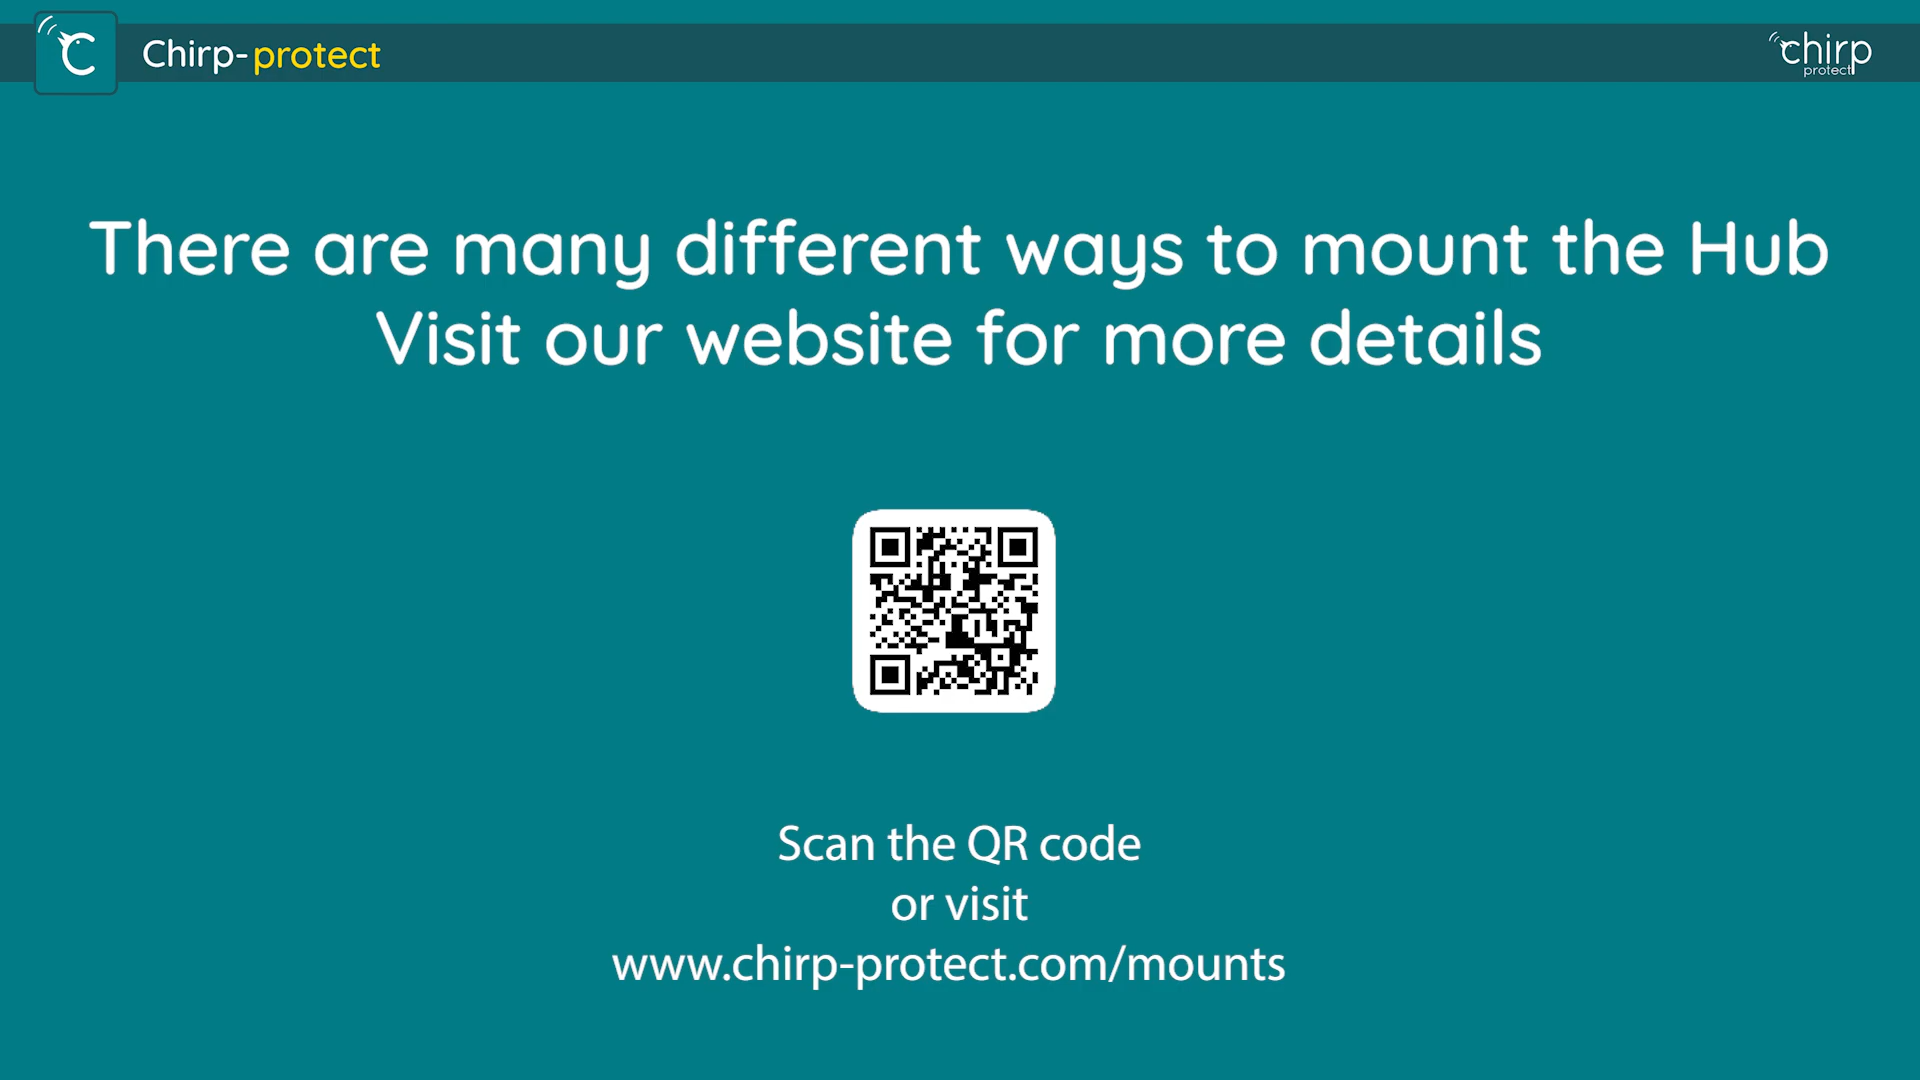 Chirp-protect
chirp
protect
There are many different ways to mount the Hub
Visit our website for more details
Scan the QR code
or visit
www.chirp-protect.com/mounts